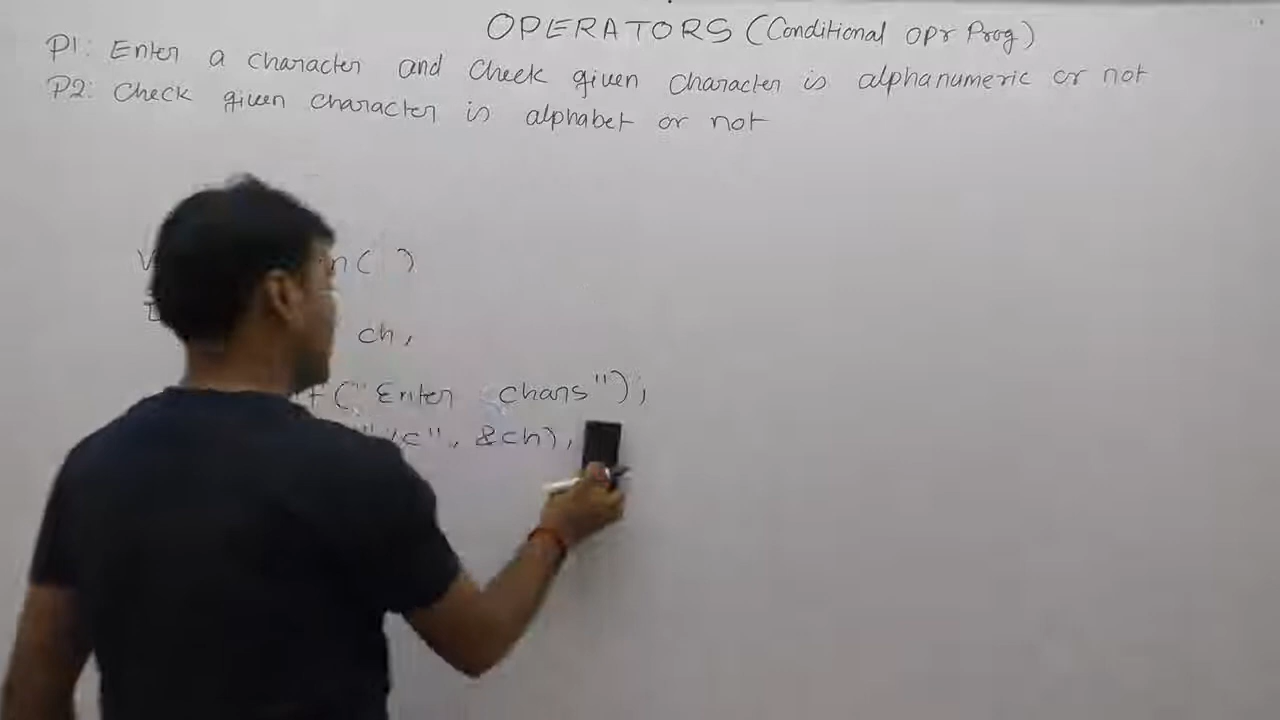 OPERATORS (Conditional opr Prog)
P1: Enter a character and check given character is alphanumeric or not
P2: Check given character is alphabet or not
( )
ch,
("Enter chars");
"%c", &ch),